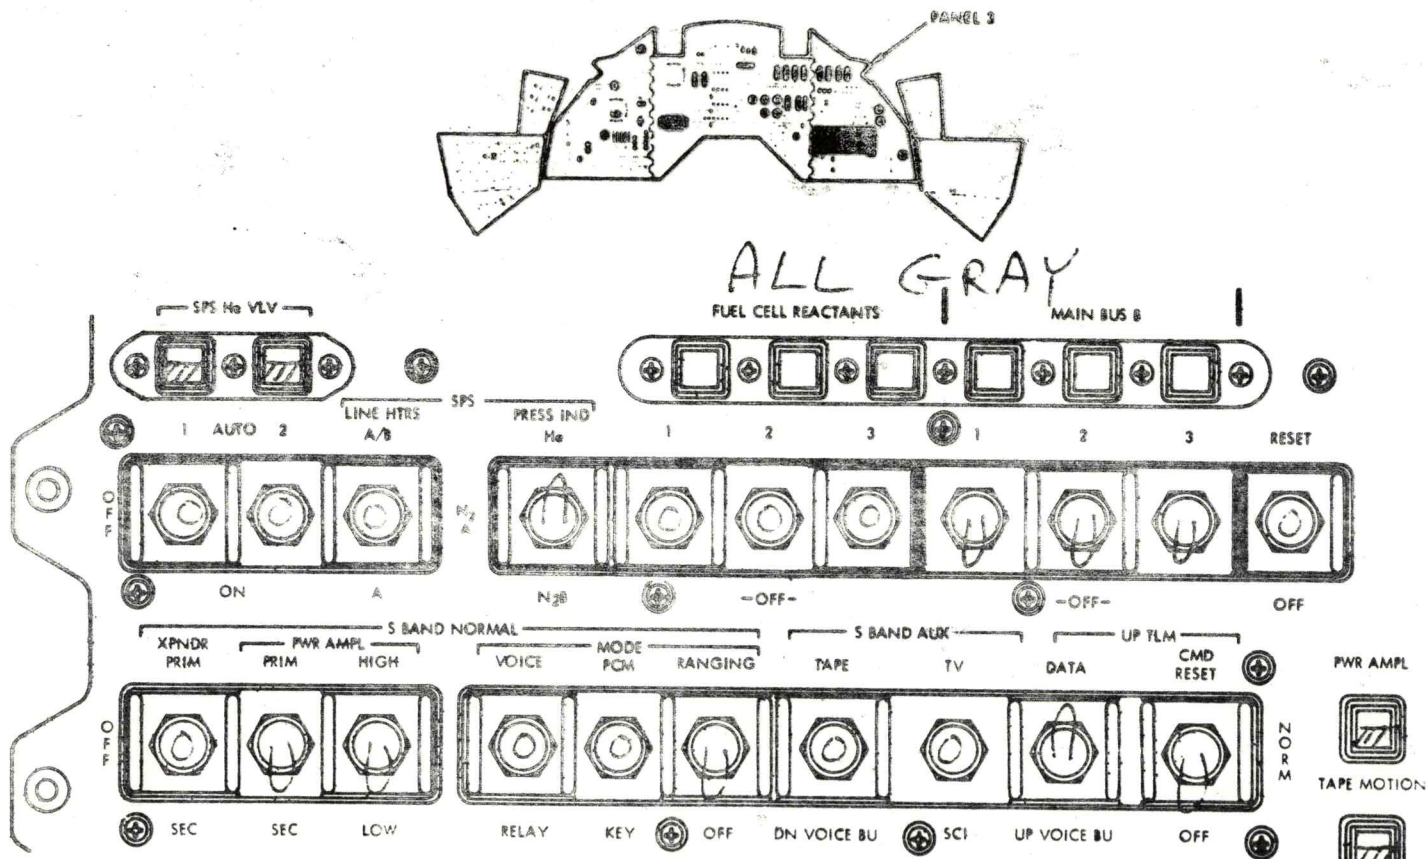 PANEL 3
ALL GRAY
SPS He VLV
FUEL CELL REACTANTS
MAIN BUS B
SPS
LINE HTRS
A/B
PRESS IND
He
1 AUTO 2
1 2 3
1 2 3
RESET
OFF
ON
A
N2B
-OFF-
-OFF-
OFF
S BAND NORMAL
S BAND AUX
UP TLM
XPNDR
PRIM
PWR AMPL
PRIM HIGH
MODE
VOICE PCM RANGING
TAPE TV
DATA
CMD
RESET
PWR AMPL
OFF
NORM
TAPE MOTION
SEC SEC LOW
RELAY KEY OFF
DN VOICE BU SCI
UP VOICE BU OFF